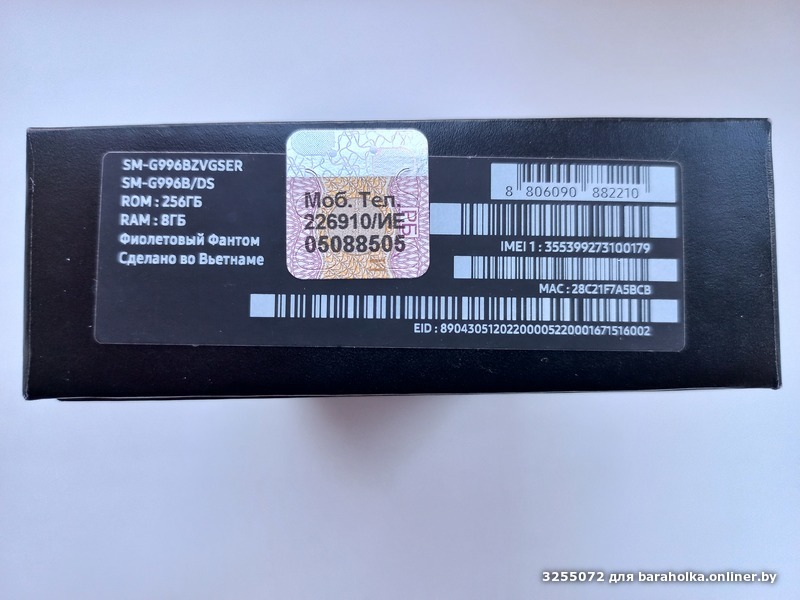 SM-G996BZVGSER
SM-G996B/DS
ROM : 256ГБ
RAM : 8ГБ
Фиолетовый Фантом
Сделано во Вьетнаме
Моб. Тел.
226910/ИЕ
05088505
8 806090 882210
IMEI 1 : 355399273100179
MAC : 28C21F7A5BCB
EID : 89043051202200005220001671516002
3255072 для baraholka.onliner.by